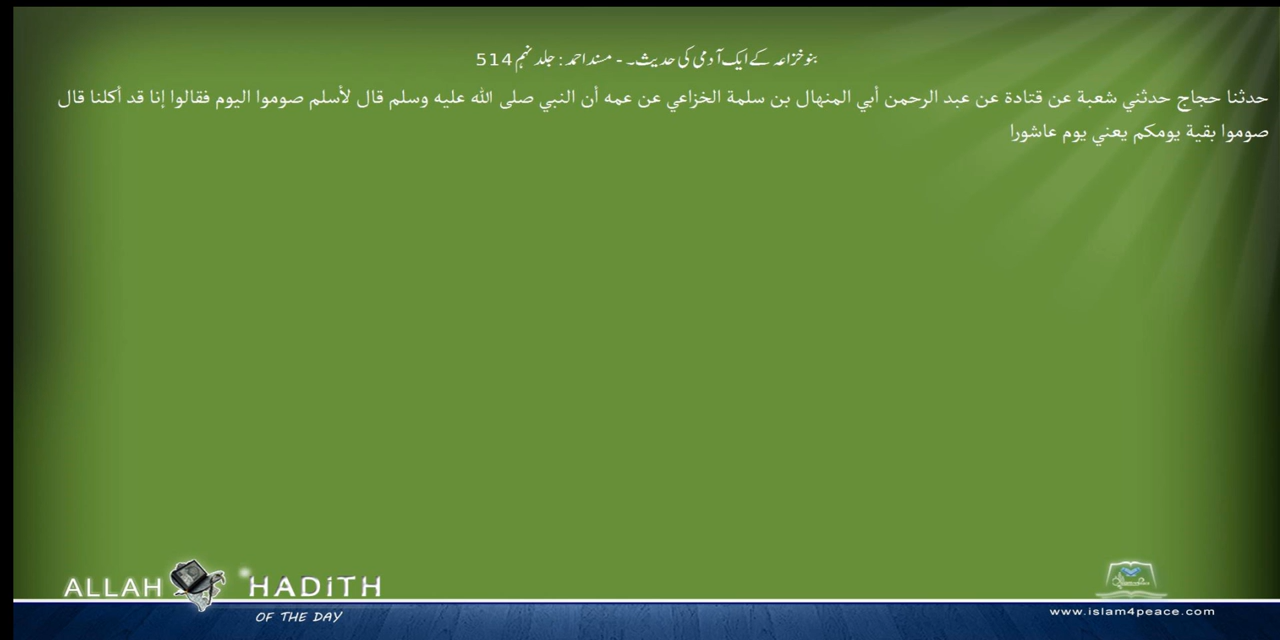 بنو خزاعہ کے ایک آدمی کی حدیث۔ - مسند احمد : جلد نہم 514
حدثنا حجاج حدثني شعبة عن قتادة عن عبد الرحمن أبي المنهال بن سلمة الخزاعي عن عمه أن النبي صلى الله عليه وسلم قال لأسلم صوموا اليوم فقالوا إنا قد أكلنا قال
صوموا بقية يومكم يعني يوم عاشورا
ALLAH HADITH
OF THE DAY
www.islam4peace.com